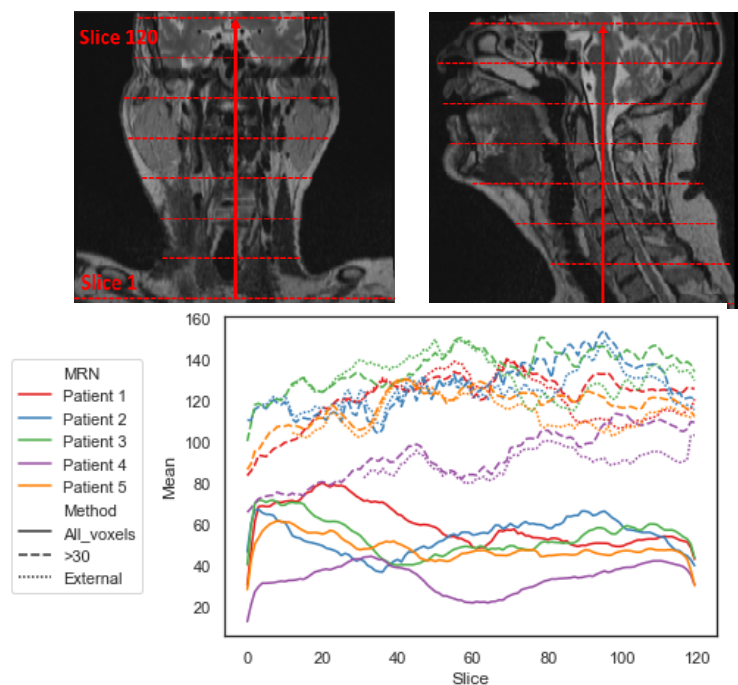 Slice 120
Slice 1
MRN
Patient 1
Patient 2
Patient 3
Patient 4
Patient 5
Method
All_voxels
>30
External
Mean
160
140
120
100
80
60
40
20
0 20 40 60 80 100 120
Slice